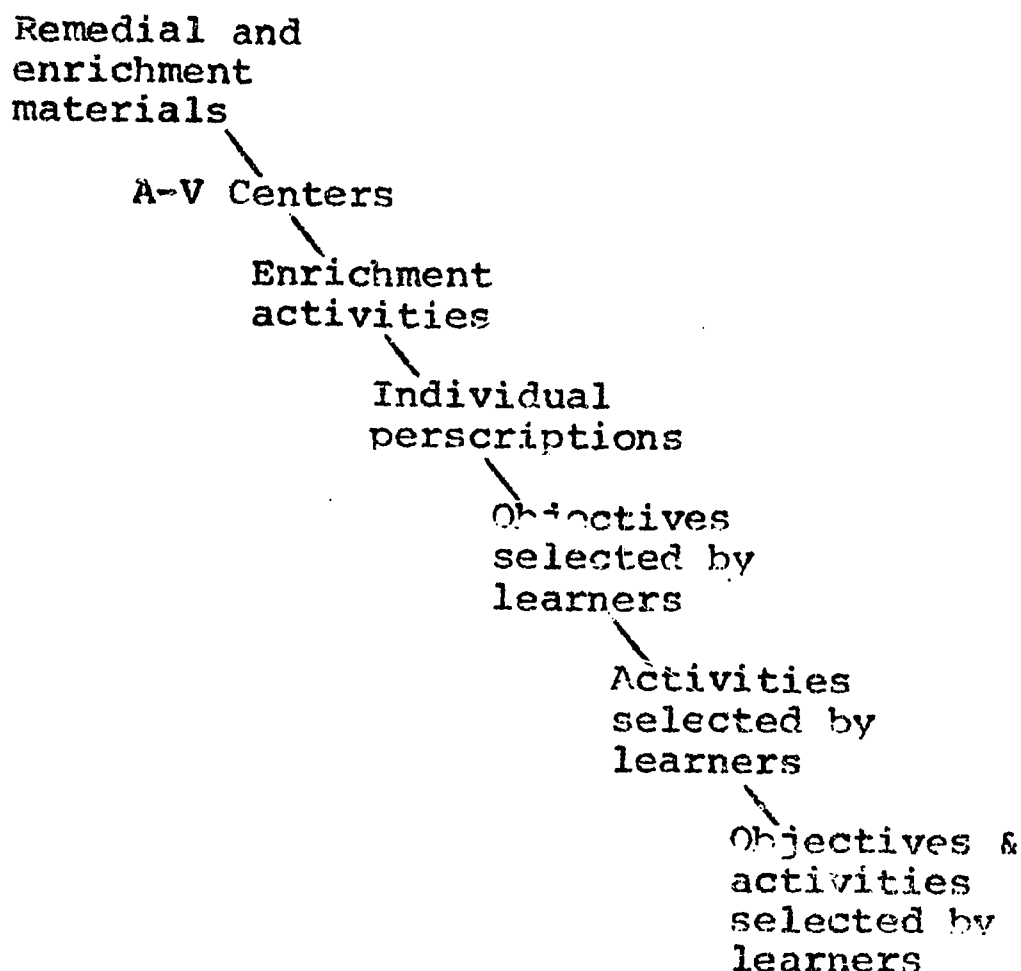 Remedial and
enrichment
materials
A-V Centers
Enrichment
activities
Individual
perscriptions
Objectives
selected by
learners
Activities
selected by
learners
Objectives &
activities
selected by
learners